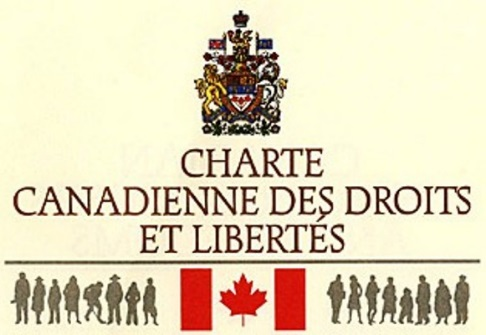 CHARTE
CANADIENNE DES DROITS
ET LIBERTÉS